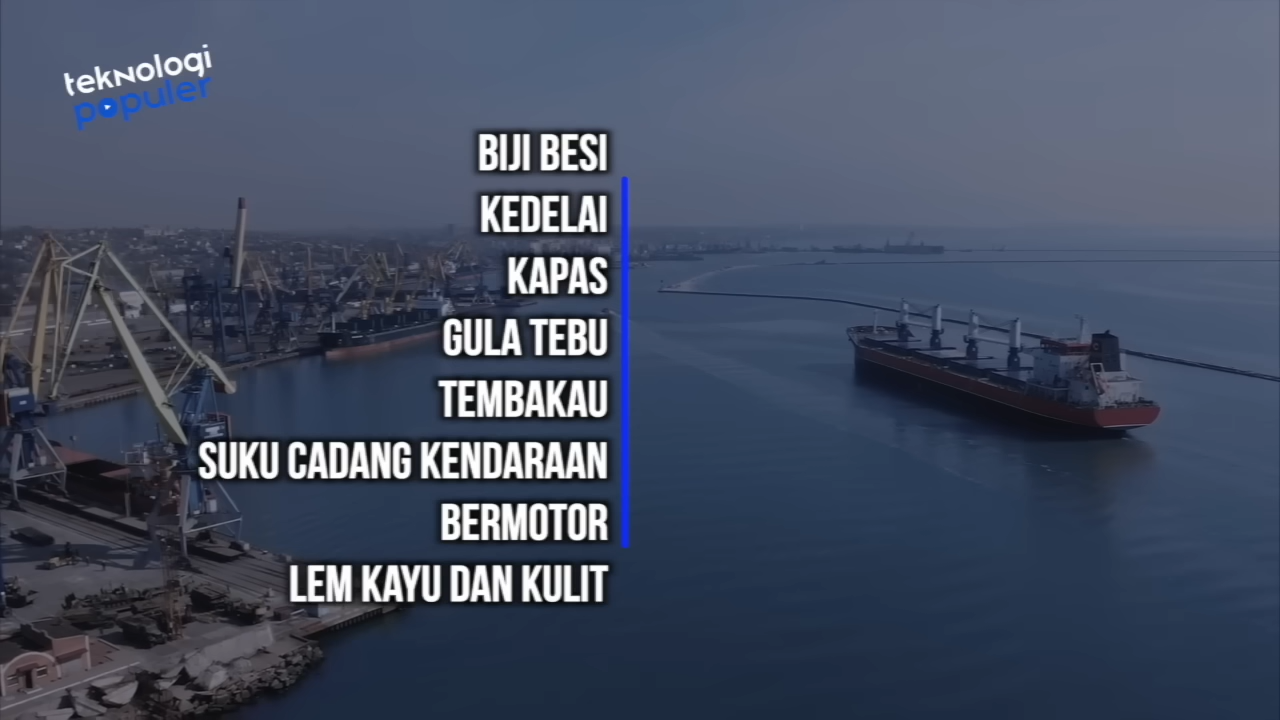 teknologi
populer
BIJI BESI
KEDELAI
KAPAS
GULA TEBU
TEMBAKAU
SUKU CADANG KENDARAAN
BERMOTOR
LEM KAYU DAN KULIT